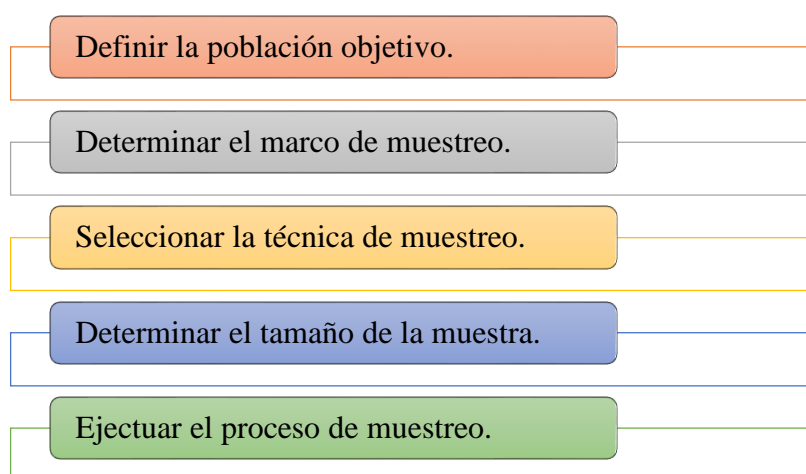 Definir la población objetivo.
Determinar el marco de muestreo.
Seleccionar la técnica de muestreo.
Determinar el tamaño de la muestra.
Ejectuar el proceso de muestreo.